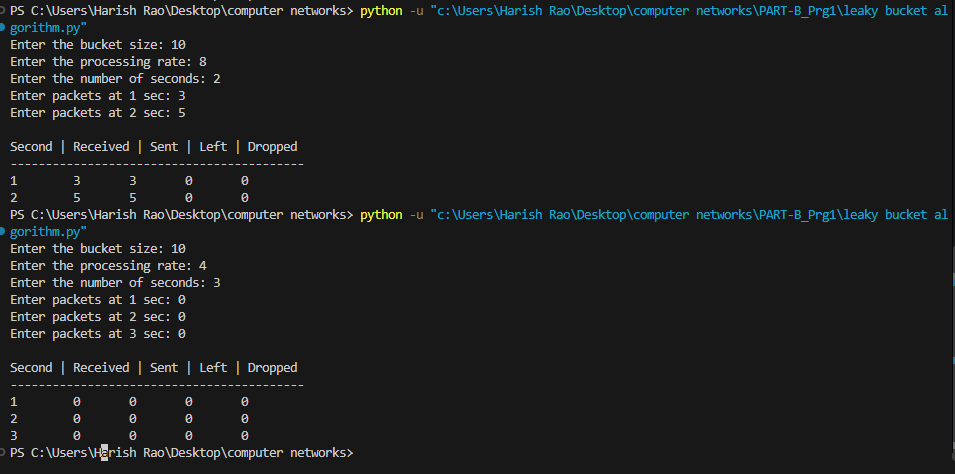 PS C:\Users\Harish Rao\Desktop\computer networks> python -u "c:\Users\Harish Rao\Desktop\computer networks\PART-B_Prg1\leaky bucket al
gorithm.py"
Enter the bucket size: 10
Enter the processing rate: 8
Enter the number of seconds: 2
Enter packets at 1 sec: 3
Enter packets at 2 sec: 5
Second | Received | Sent | Left | Dropped
------------------------------------------
1 3 3 0 0
2 5 5 0 0
PS C:\Users\Harish Rao\Desktop\computer networks> python -u "c:\Users\Harish Rao\Desktop\computer networks\PART-B_Prg1\leaky bucket al
gorithm.py"
Enter the bucket size: 10
Enter the processing rate: 4
Enter the number of seconds: 3
Enter packets at 1 sec: 0
Enter packets at 2 sec: 0
Enter packets at 3 sec: 0
Second | Received | Sent | Left | Dropped
------------------------------------------
1 0 0 0 0
2 0 0 0 0
3 0 0 0 0
PS C:\Users\Harish Rao\Desktop\computer networks>